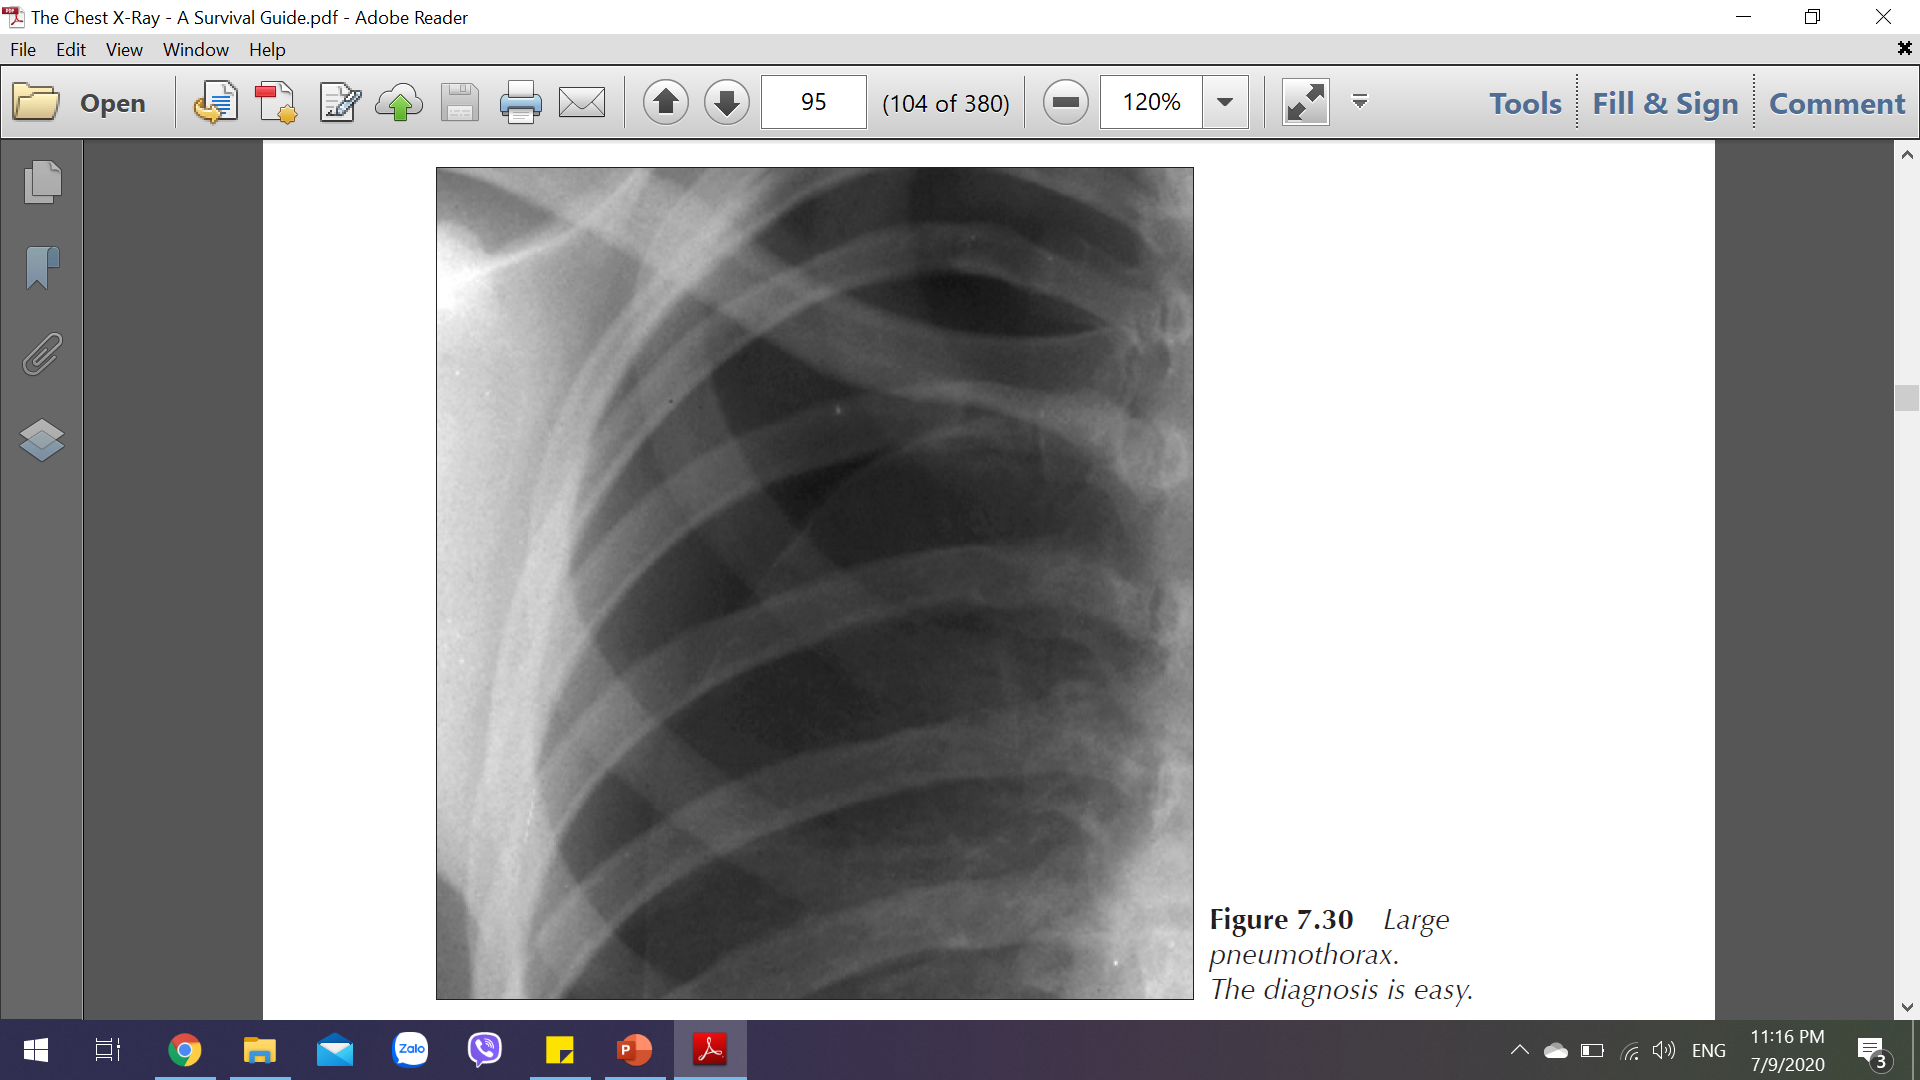 The Chest X-Ray - A Survival Guide.pdf - Adobe Reader
File Edit View Window Help
Open 95 (104 of 380) 120% Tools Fill & Sign Comment
Figure 7.30 Large
pneumothorax.
The diagnosis is easy.
Zalo
P
ENG
11:16 PM
7/9/2020
3